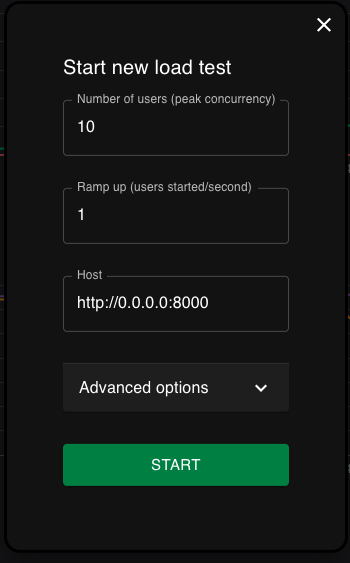 Start new load test
Number of users (peak concurrency)
10
Ramp up (users started/second)
1
Host
http://0.0.0.0:8000
Advanced options
START